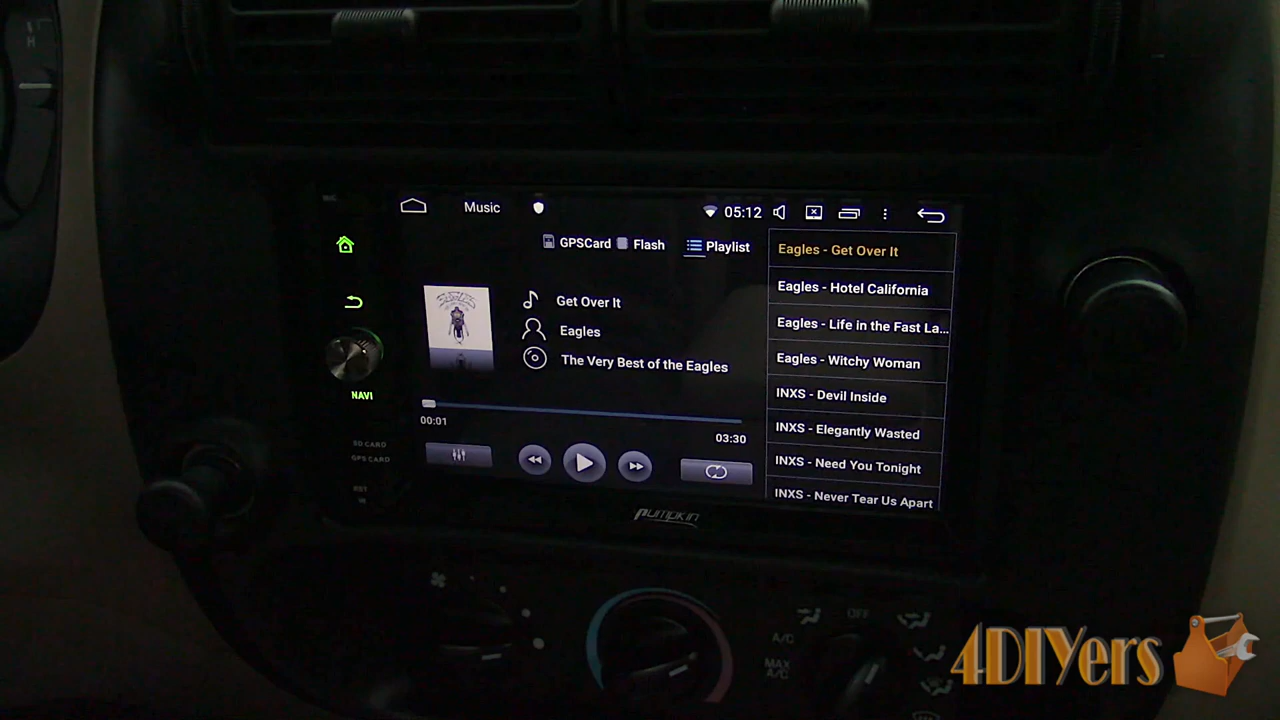 H
MIC
Music
05:12
GPSCard
Flash
Playlist
Get Over It
Eagles
The Very Best of the Eagles
00:01
03:30
Eagles - Get Over It
Eagles - Hotel California
Eagles - Life in the Fast La...
Eagles - Witchy Woman
INXS - Devil Inside
INXS - Elegantly Wasted
INXS - Need You Tonight
INXS - Never Tear Us Apart
NAVI
SD CARD
GPS CARD
RST
IR
PUMPKIN
OFF
A/C
MAX
A/C
4DIYers